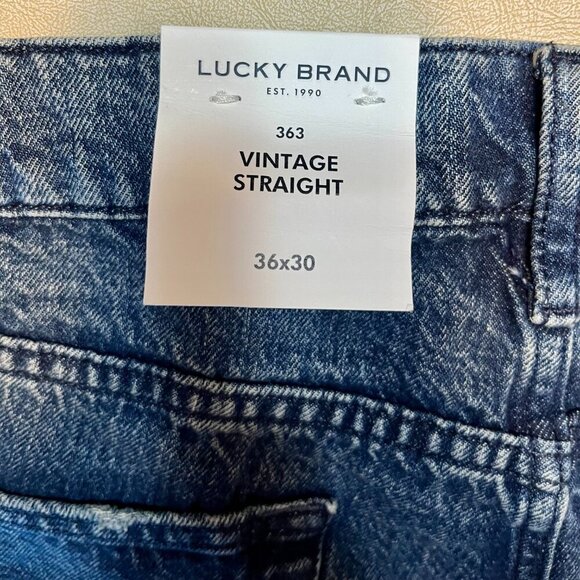 LUCKY BRAND
EST. 1990
363
VINTAGE
STRAIGHT
36x30